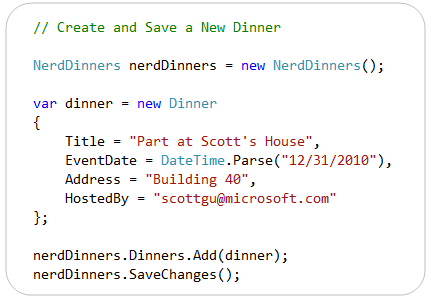 // Create and Save a New Dinner
NerdDinners nerdDinners = new NerdDinners();
var dinner = new Dinner
{
Title = "Part at Scott's House",
EventDate = DateTime.Parse("12/31/2010"),
Address = "Building 40",
HostedBy = "scottgu@microsoft.com"
};
nerdDinners.Dinners.Add(dinner);
nerdDinners.SaveChanges();